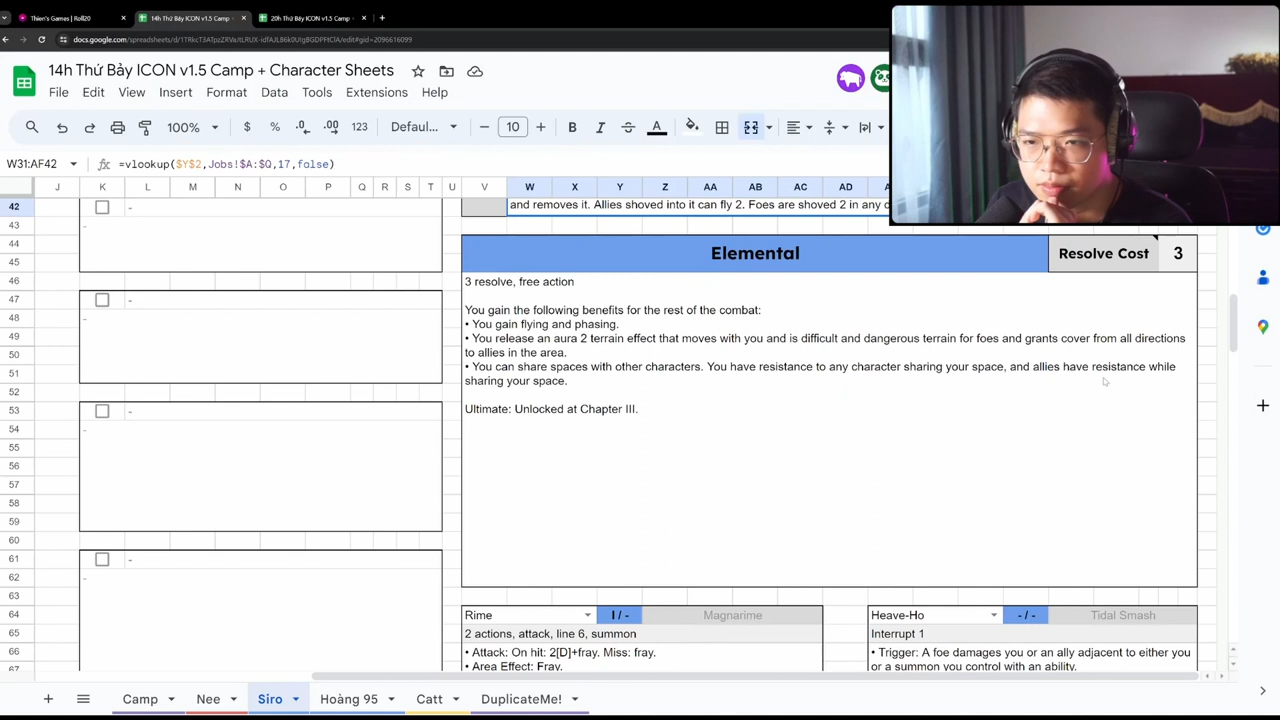 Thien's Games | Roll20
14h Thứ Bảy ICON v1.5 Camp
20h Thứ Bảy ICON v1.5 Camp
14h Thứ Bảy ICON v1.5 Camp + Character Sheets
File Edit View Insert Format Data Tools Extensions Help
100% $ % .0 .00 123 Defaul... 10 B I A
W31:AF42 =vlookup($Y$2,Jobs!$A:$Q,17,false)
J K L M N O P Q R S T U V W X Y Z AA AB AC AD
42 - and removes it. Allies shoved into it can fly 2. Foes are shoved 2 in any
43 -
44
45
46
47 -
48 -
49
50
51
52
53 -
54 -
55
56
57
58
59
60
61 -
62 -
63
64
65
66
67
Elemental Resolve Cost 3
3 resolve, free action
You gain the following benefits for the rest of the combat:
• You gain flying and phasing.
• You release an aura 2 terrain effect that moves with you and is difficult and dangerous terrain for foes and grants cover from all directions
to allies in the area.
• You can share spaces with other characters. You have resistance to any character sharing your space, and allies have resistance while
sharing your space.
Ultimate: Unlocked at Chapter III.
Rime I / - Magnarime
2 actions, attack, line 6, summon
• Attack: On hit: 2[D]+fray. Miss: fray.
• Area Effect: Fray.
Heave-Ho - / - Tidal Smash
Interrupt 1
• Trigger: A foe damages you or an ally adjacent to either you
or a summon you control with an ability.
Camp Nee Siro Hoàng 95 Catt DuplicateMe!